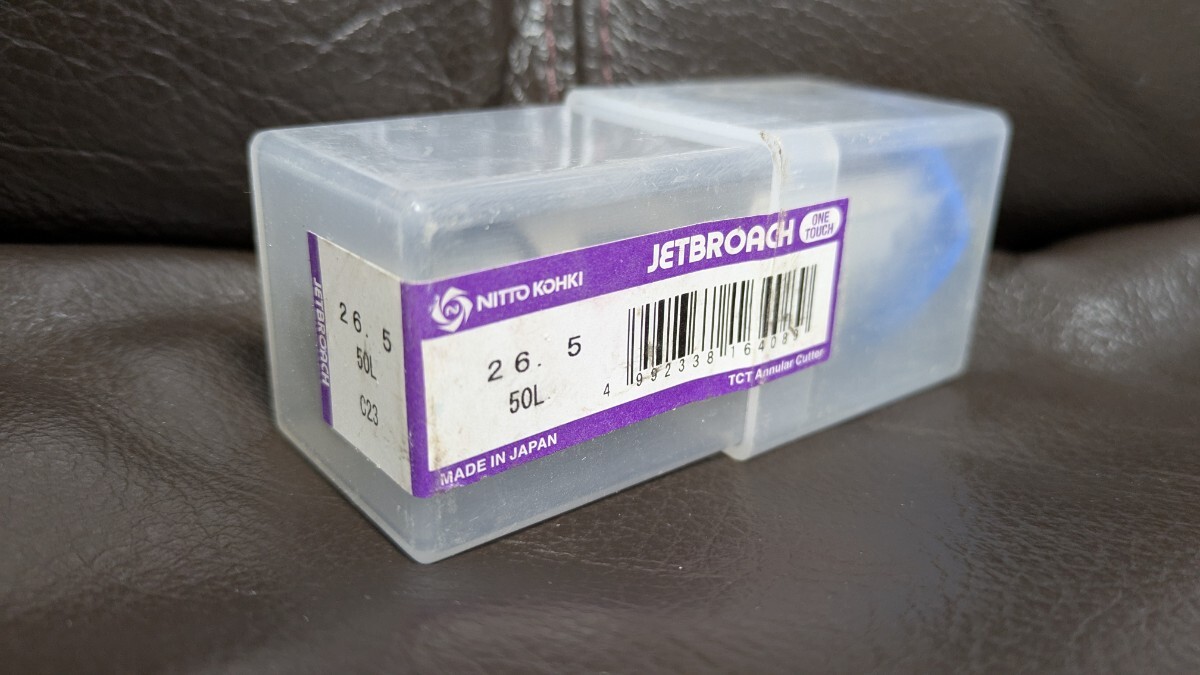 JETBROACH
26. 5
50L
C23
NITTO KOHKI
JETBROACH
ONE
TOUCH
26. 5
50L
4 992338 164089
TCT Annular Cutter
MADE IN JAPAN